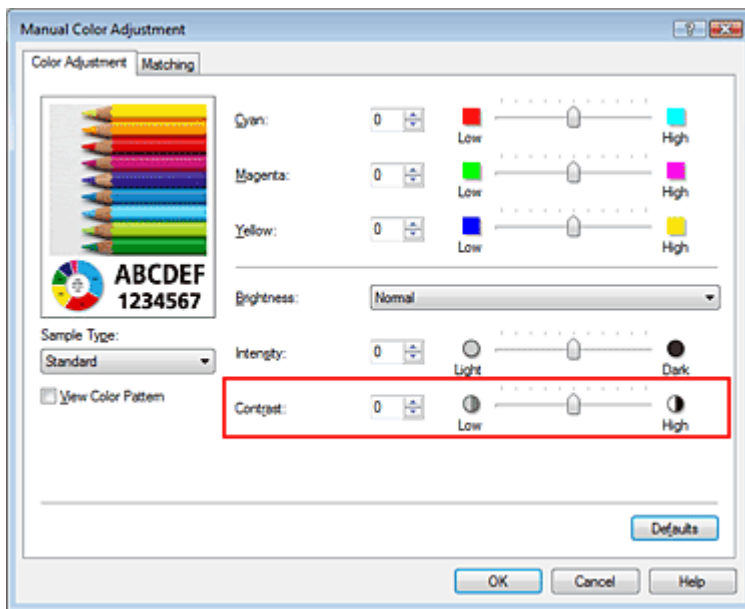 Manual Color Adjustment
Color Adjustment Matching
Cyan: 0 Low High
Magenta: 0 Low High
Yellow: 0 Low High
ABCDEF
1234567
Brightness: Normal
Sample Type:
Standard
Intensity: 0 Light Dark
View Color Pattern
Contrast: 0 Low High
Defaults
OK Cancel Help